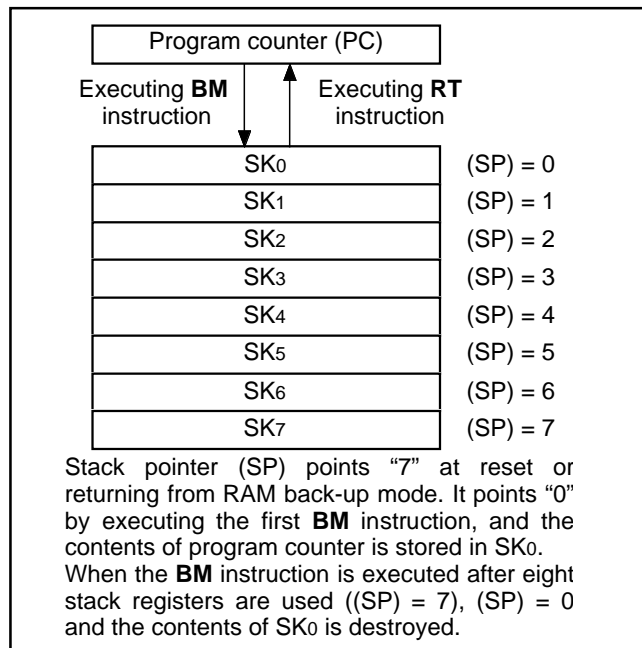 Program counter (PC)
Executing BM instruction
Executing RT instruction
SK0 (SP) = 0
SK1 (SP) = 1
SK2 (SP) = 2
SK3 (SP) = 3
SK4 (SP) = 4
SK5 (SP) = 5
SK6 (SP) = 6
SK7 (SP) = 7
Stack pointer (SP) points “7” at reset or
returning from RAM back-up mode. It points “0”
by executing the first BM instruction, and the
contents of program counter is stored in SK0.
When the BM instruction is executed after eight
stack registers are used ((SP) = 7), (SP) = 0
and the contents of SK0 is destroyed.